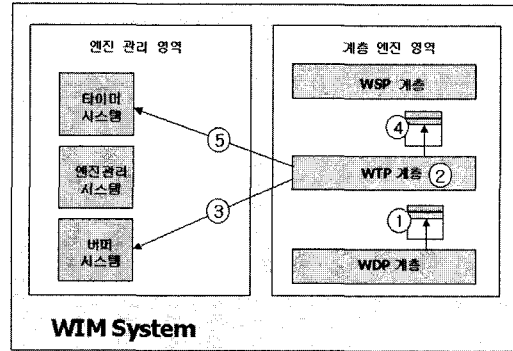 엔진 관리 영역
타이머
시스템
엔진관리
시스템
버퍼
시스템
계층 엔진 영역
WSP 계층
④
⑤
WTP 계층 ②
③
①
WDP 계층
WIM System